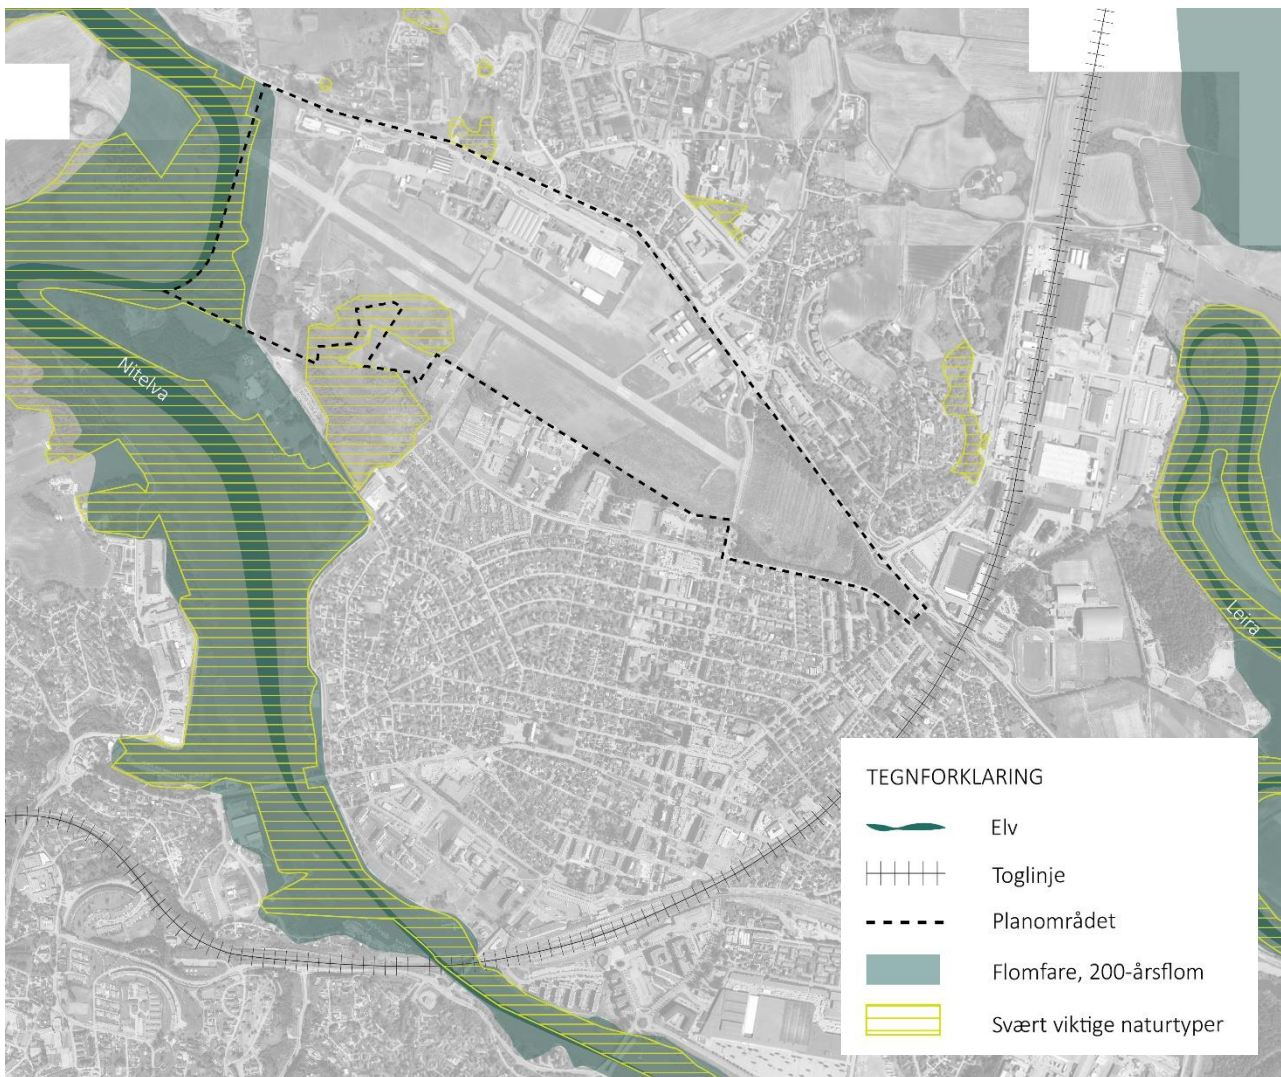 Nitelva
Leira
TEGNFORKLARING
Elv
Toglinje
Planområdet
Flomfare, 200-årsflom
Svært viktige naturtyper